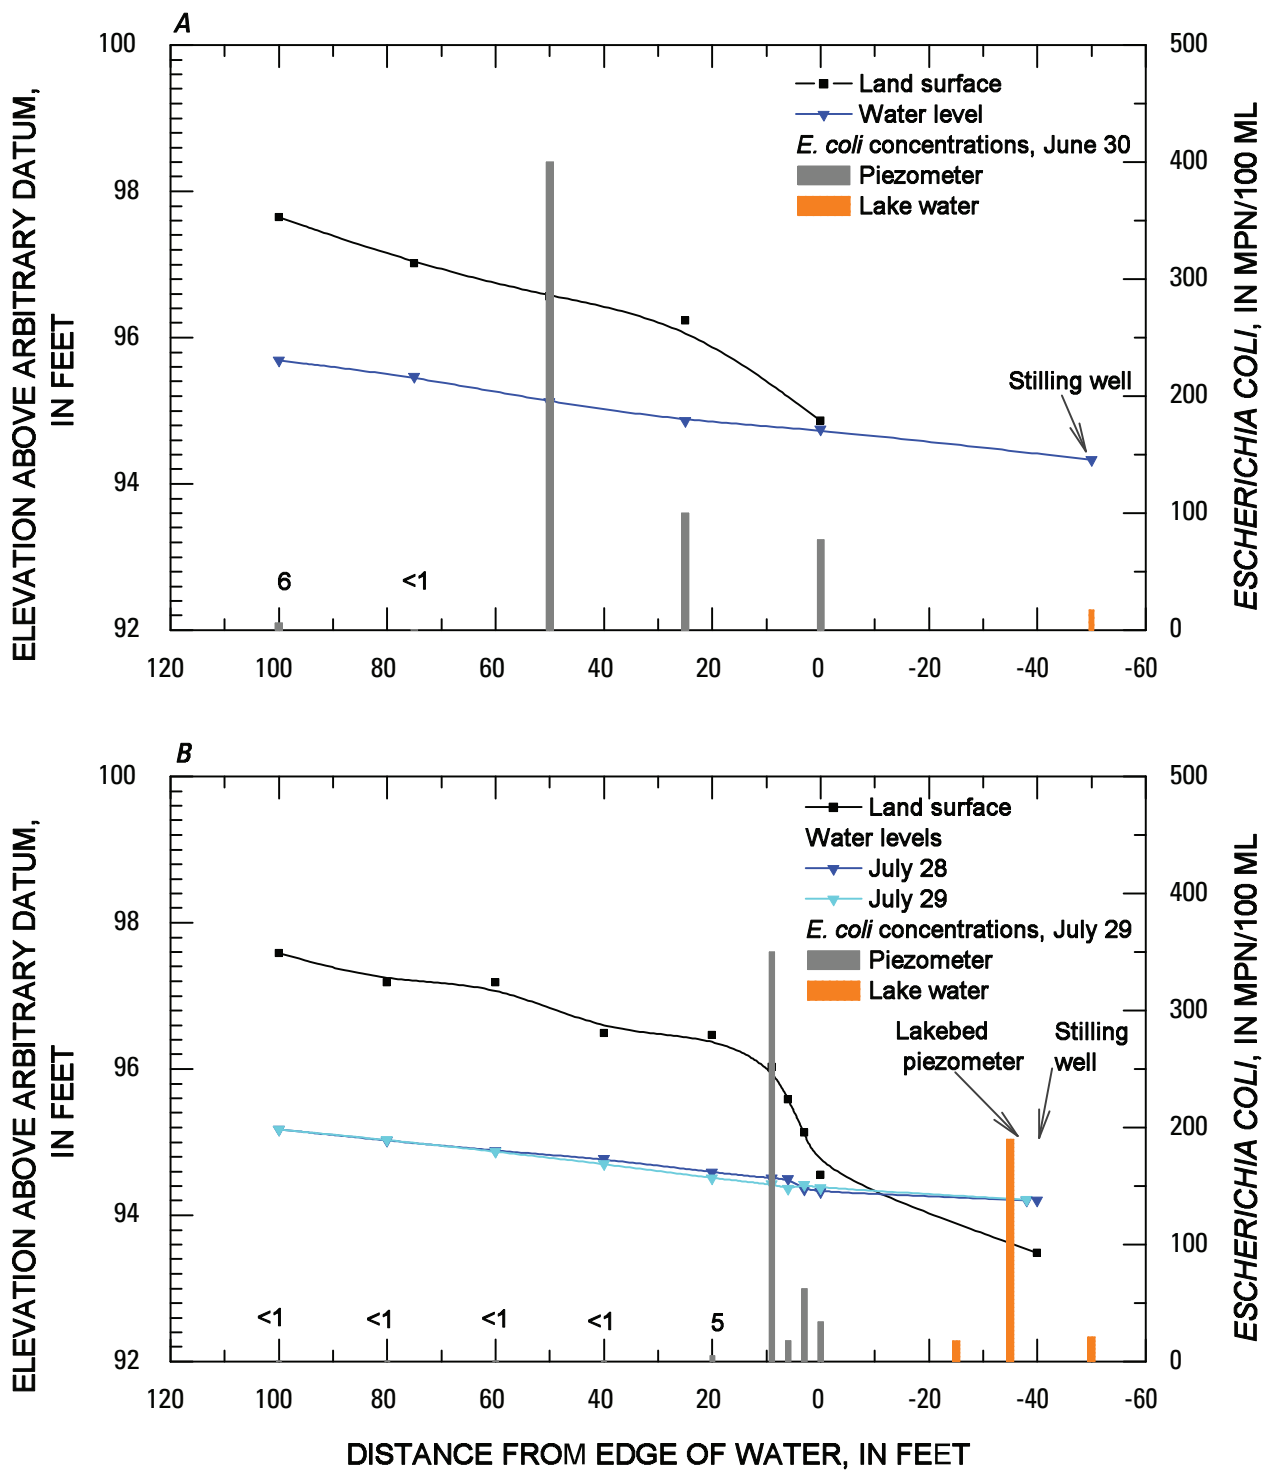 A
100
98
96
94
92
ELEVATION ABOVE ARBITRARY DATUM,
IN FEET
500
400
300
200
100
0
ESCHERICHIA COLI, IN MPN/100 ML
Land surface
Water level
E. coli concentrations, June 30
Piezometer
Lake water
Stilling well
6
<1
120 100 80 60 40 20 0 -20 -40 -60
B
100
98
96
94
92
ELEVATION ABOVE ARBITRARY DATUM,
IN FEET
500
400
300
200
100
0
ESCHERICHIA COLI, IN MPN/100 ML
Land surface
Water levels
July 28
July 29
E. coli concentrations, July 29
Piezometer
Lake water
Lakebed
piezometer
Stilling
well
<1 <1 <1 <1 5
120 100 80 60 40 20 0 -20 -40 -60
DISTANCE FROM EDGE OF WATER, IN FEET